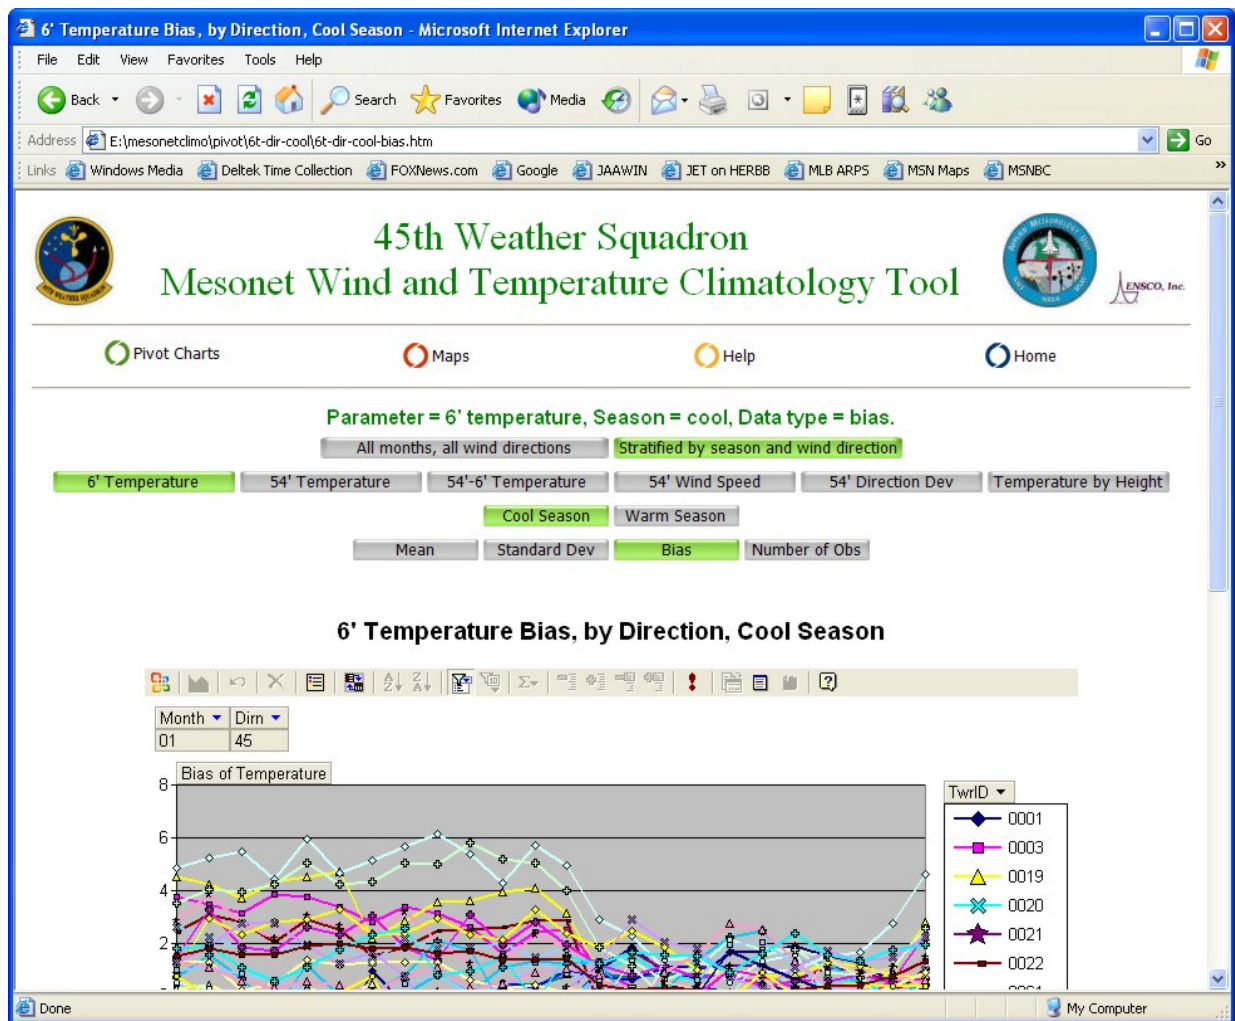 6' Temperature Bias, by Direction, Cool Season - Microsoft Internet Explorer
File Edit View Favorites Tools Help
Back Search Favorites Media
Address E:\mesonetclimo\pivot\6t-dir-cool\6t-dir-cool-bias.htm Go
Links Windows Media Deltek Time Collection FOXNews.com Google JAAWIN JET on HERBB MLB ARPS MSN Maps MSNBC »
45th Weather Squadron
Mesonet Wind and Temperature Climatology Tool
ENSCO, Inc.
Pivot Charts Maps Help Home
Parameter = 6' temperature, Season = cool, Data type = bias.
All months, all wind directions Stratified by season and wind direction
6' Temperature 54' Temperature 54'-6' Temperature 54' Wind Speed 54' Direction Dev Temperature by Height
Cool Season Warm Season
Mean Standard Dev Bias Number of Obs
6' Temperature Bias, by Direction, Cool Season
Month Dirn
01 45
Bias of Temperature
8
6
4
2
TwrID
0001
0003
0019
0020
0021
0022
Done My Computer